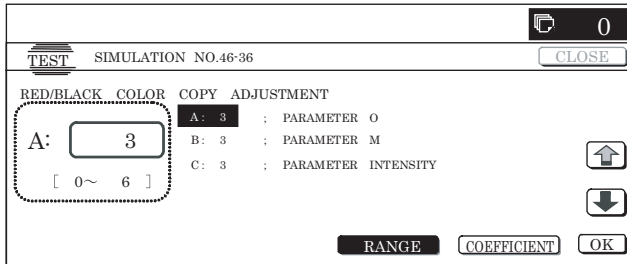 0
TEST SIMULATION NO.46-36 CLOSE
RED/BLACK COLOR COPY ADJUSTMENT
A: 3 ; PARAMETER O
B: 3 ; PARAMETER M
C: 3 ; PARAMETER INTENSITY
A: 3
[ 0~ 6 ]
RANGE COEFFICIENT OK